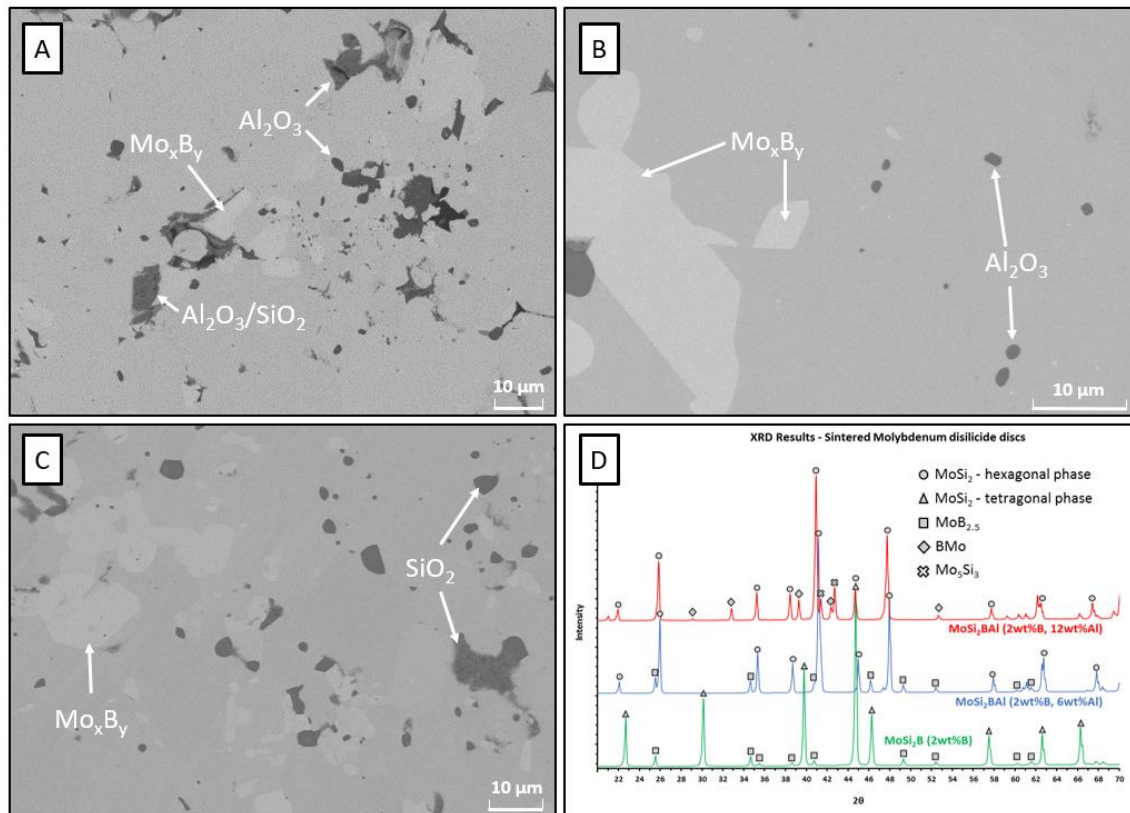 A
Al₂O₃
MoₓBᵧ
Al₂O₃/SiO₂
10 µm
B
MoₓBᵧ
Al₂O₃
10 µm
C
SiO₂
MoₓBᵧ
10 µm
D
XRD Results - Sintered Molybdenum disilicide discs
MoSi₂ - hexagonal phase
MoSi₂ - tetragonal phase
MoB₂.₅
BMo
Mo₅Si₃
Intensity
MoSi₂BAl (2wt%B, 12wt%Al)
MoSi₂BAl (2wt%B, 6wt%Al)
MoSi₂B (2wt%B)
22 24 26 28 30 32 34 36 38 40 42 44 46 48 50 52 54 56 58 60 62 64 66 68 70
2θ